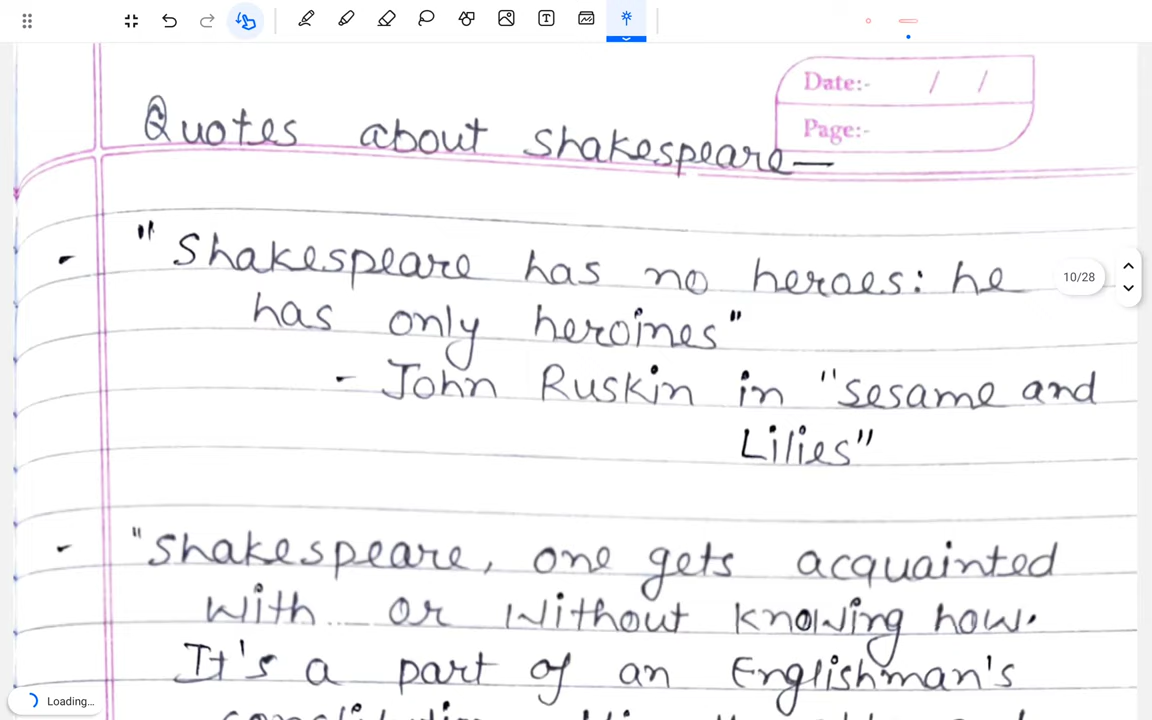 Date:- / /
Page:-
Quotes about Shakespeare—
- "Shakespeare has no heroes: he
has only heroines"
- John Ruskin in "Sesame and
Lilies"
- "Shakespeare, one gets acquainted
with... or without knowing how.
It's a part of an Englishman's
10/28
Loading...